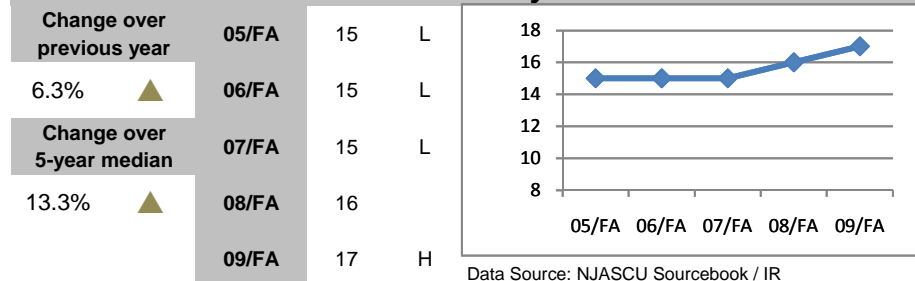 Change over
previous year
05/FA 15 L
6.3% 06/FA 15 L
Change over
5-year median
07/FA 15 L
13.3% 08/FA 16
09/FA 17 H
18
16
14
12
10
8
05/FA 06/FA 07/FA 08/FA 09/FA
Data Source: NJASCU Sourcebook / IR